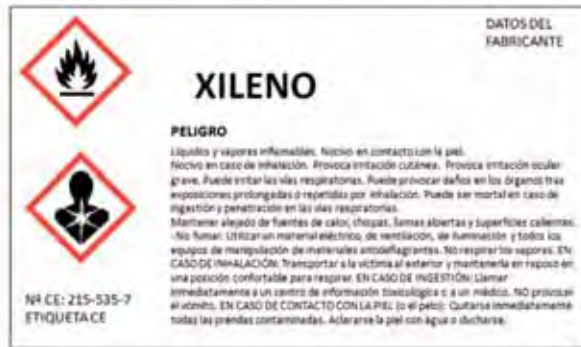 DATOS DEL
FABRICANTE
XILENO
PELIGRO
Líquidos y vapores inflamables. Nocivo en contacto con la piel.
Nocivo en caso de inhalación. Provoca irritación cutánea. Provoca irritación ocular
grave. Puede irritar las vías respiratorias. Puede provocar daños en los órganos tras
exposiciones prolongadas o repetidas por inhalación. Puede ser mortal en caso de
ingestión y penetración en las vías respiratorias.
Mantener alejado de fuentes de calor, chispas, llamas abiertas y superficies calientes.
-No fumar. Utilizar un material eléctrico, de ventilación, de iluminación y todos los
equipos de manipulación de materiales antideflagrantes. No respirar los vapores. EN
CASO DE INHALACIÓN: Transportar a la víctima al exterior y mantenerla en reposo en
una posición confortable para respirar. EN CASO DE INGESTIÓN: Llamar
inmediatamente a un centro de información toxicológica o a un médico. NO provocar
el vómito. EN CASO DE CONTACTO CON LA PIEL (o el pelo): Quitarse inmediatamente
todas las prendas contaminadas. Aclararse la piel con agua o ducharse.
Nª CE: 215-535-7
ETIQUETA CE